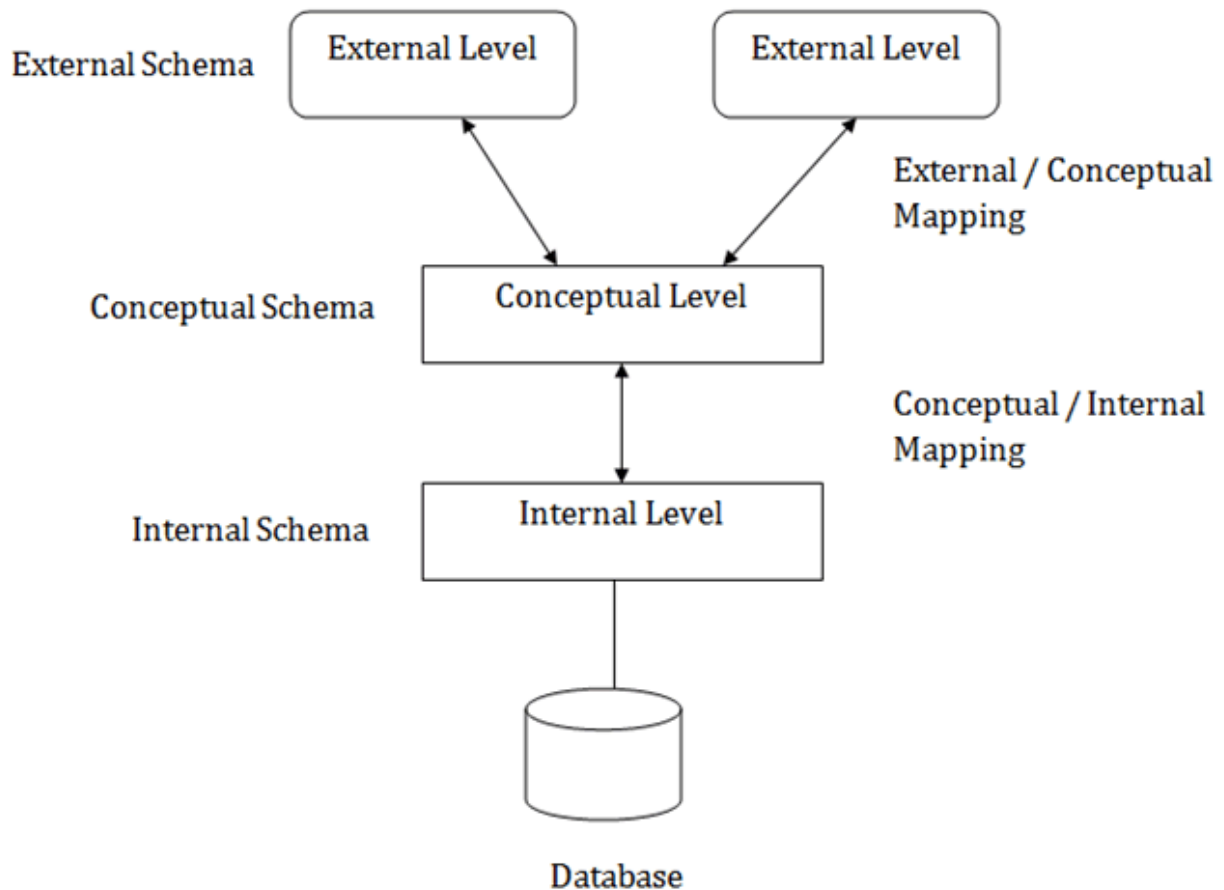 External Level
External Level
External Schema
External / Conceptual
Mapping
Conceptual Level
Conceptual Schema
Conceptual / Internal
Mapping
Internal Level
Internal Schema
Database